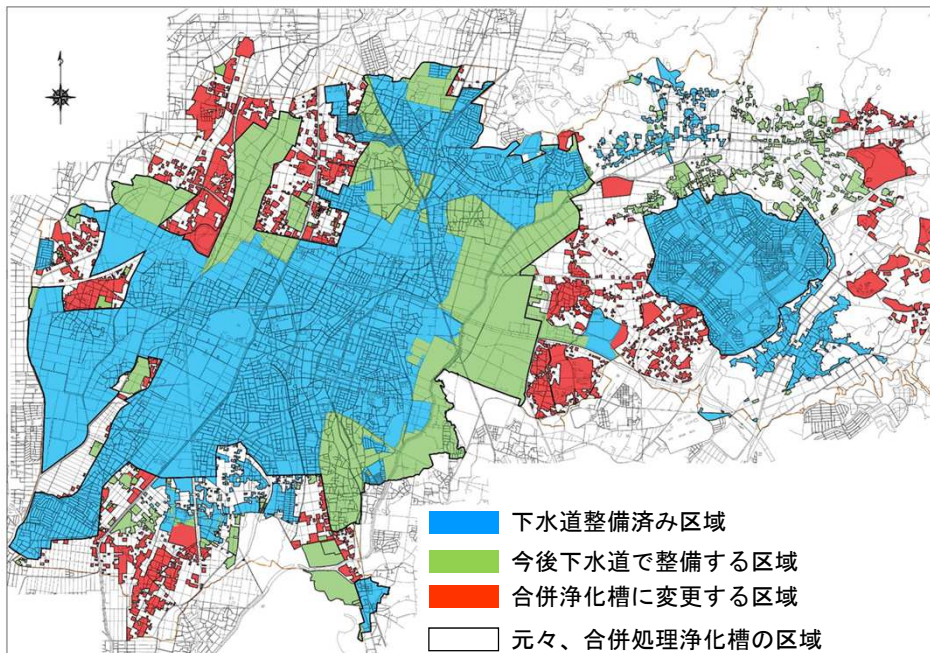 下水道整備済み区域
今後下水道で整備する区域
合併浄化槽に変更する区域
元々、合併処理浄化槽の区域